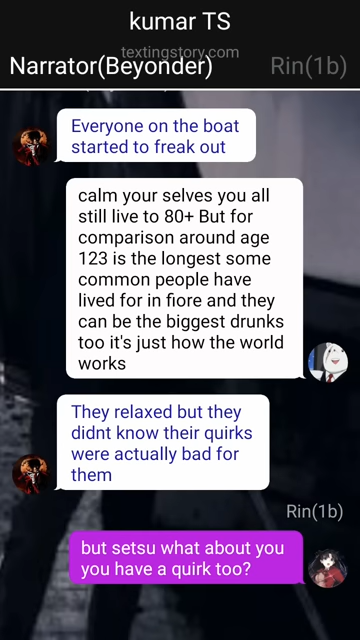 kumar TS
textingstory.com
Narrator(Beyonder)
Rin(1b)
Everyone on the boat
started to freak out
calm your selves you all
still live to 80+ But for
comparison around age
123 is the longest some
common people have
lived for in fiore and they
can be the biggest drunks
too it's just how the world
works
They relaxed but they
didnt know their quirks
were actually bad for
them
Rin(1b)
but setsu what about you
you have a quirk too?